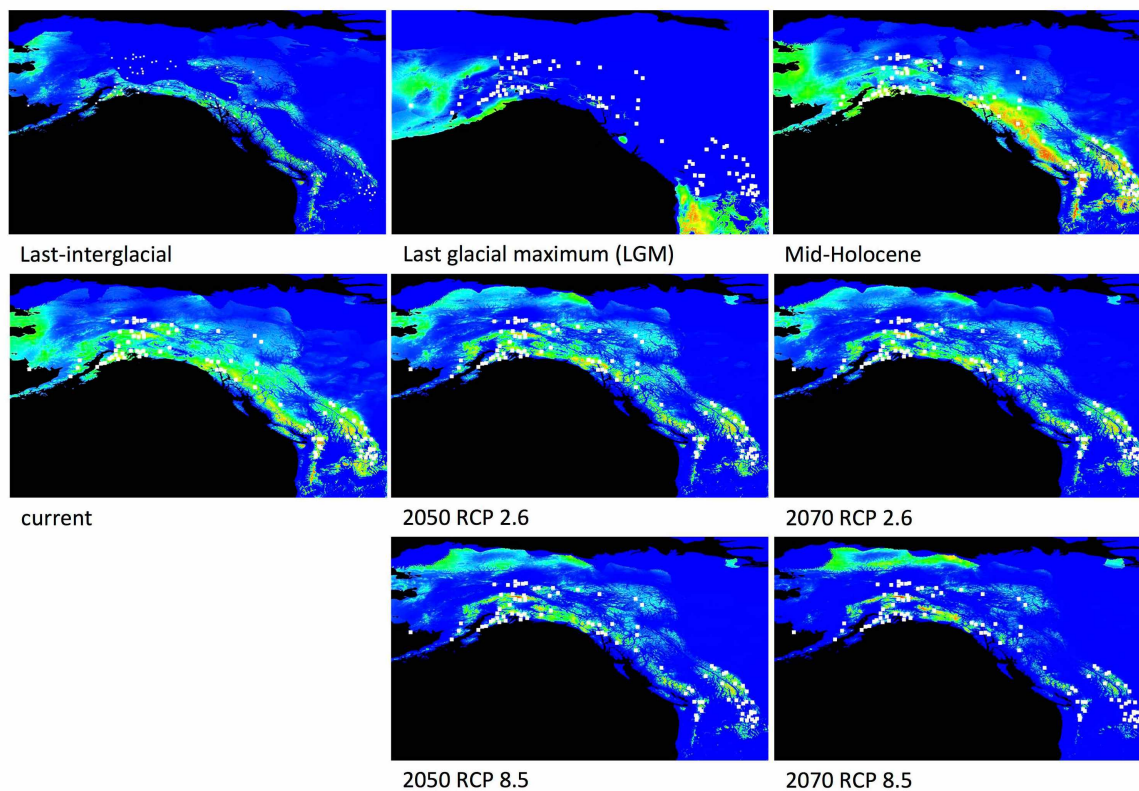 Last-interglacial
Last glacial maximum (LGM)
Mid-Holocene
current
2050 RCP 2.6
2070 RCP 2.6
2050 RCP 8.5
2070 RCP 8.5